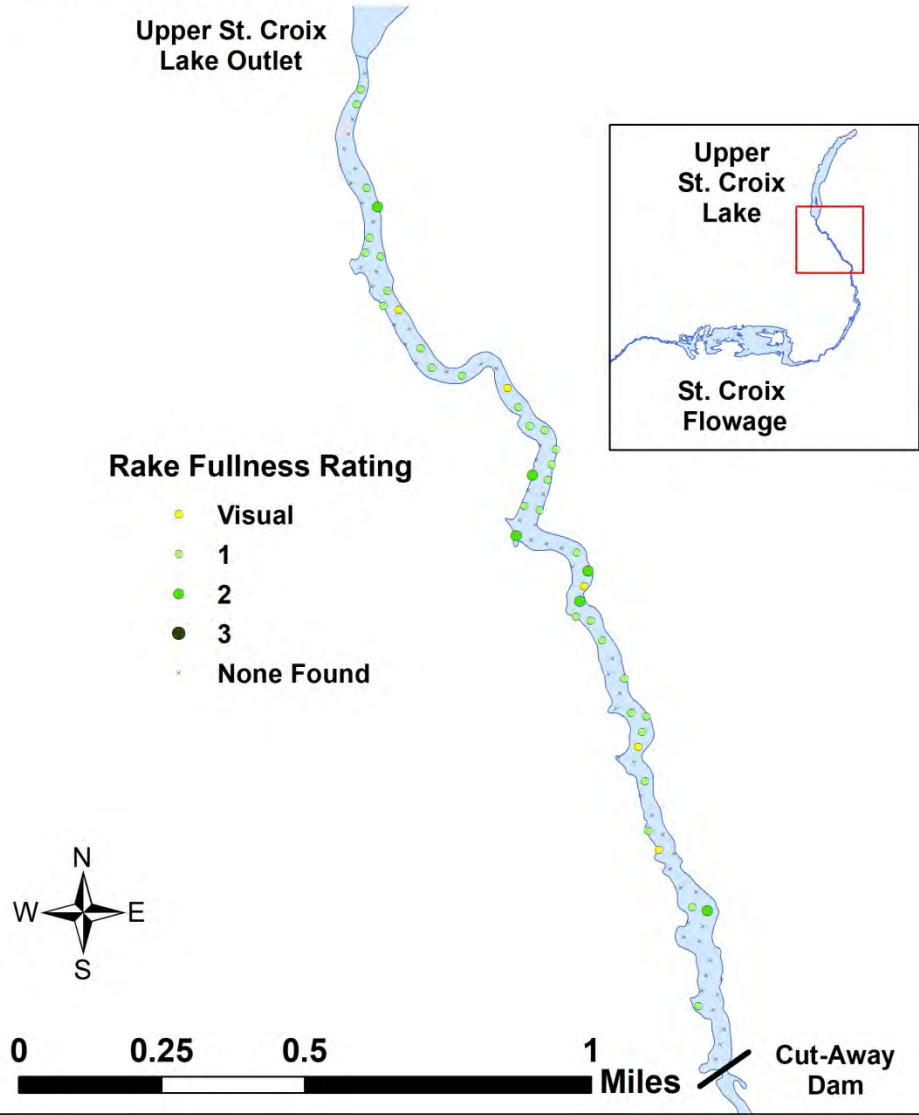 Upper St. Croix
Lake Outlet
Upper
St. Croix
Lake
St. Croix
Flowage
Rake Fullness Rating
Visual
1
2
3
None Found
N
W E
S
0 0.25 0.5 1
Miles
Cut-Away
Dam